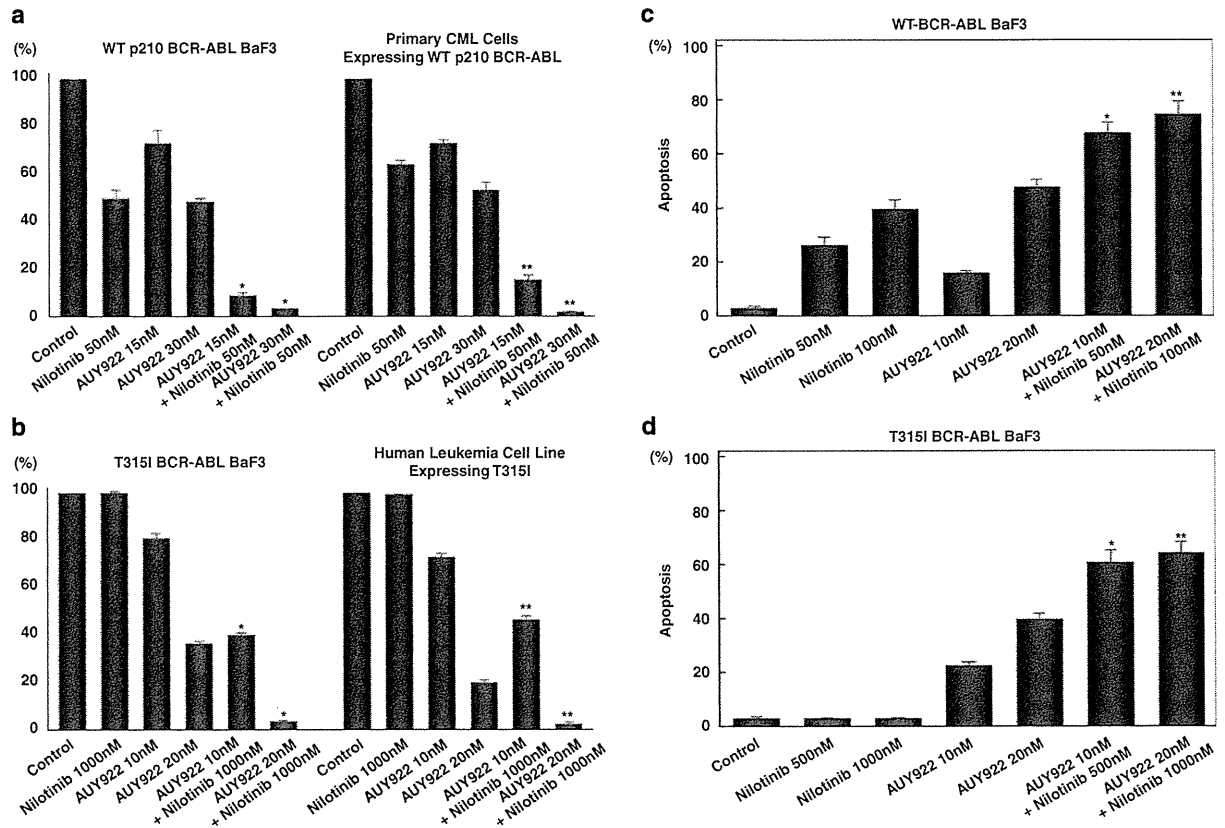 a
(%)
WT p210 BCR-ABL BaF3
Primary CML Cells
Expressing WT p210 BCR-ABL
100
80
60
40
20
0
*
*
**
**
Control
Nilotinib 50nM
AUY922 15nM
AUY922 30nM
AUY922 15nM
+ Nilotinib 50nM
AUY922 30nM
+ Nilotinib 50nM
Control
Nilotinib 50nM
AUY922 15nM
AUY922 30nM
AUY922 15nM
+ Nilotinib 50nM
AUY922 30nM
+ Nilotinib 50nM
b
(%)
T315I BCR-ABL BaF3
Human Leukemia Cell Line
Expressing T315I
100
80
60
40
20
0
*
*
**
**
Control
Nilotinib 1000nM
AUY922 10nM
AUY922 20nM
AUY922 10nM
+ Nilotinib 1000nM
AUY922 20nM
+ Nilotinib 1000nM
Control
Nilotinib 1000nM
AUY922 10nM
AUY922 20nM
AUY922 10nM
+ Nilotinib 1000nM
AUY922 20nM
+ Nilotinib 1000nM
c
WT-BCR-ABL BaF3
(%)
100
80
60
40
20
0
Apoptosis
*
**
Control
Nilotinib 50nM
Nilotinib 100nM
AUY922 10nM
AUY922 20nM
AUY922 10nM
+ Nilotinib 50nM
AUY922 20nM
+ Nilotinib 100nM
d
T315I BCR-ABL BaF3
(%)
100
80
60
40
20
0
Apoptosis
*
**
Control
Nilotinib 500nM
Nilotinib 1000nM
AUY922 10nM
AUY922 20nM
AUY922 10nM
+ Nilotinib 500nM
AUY922 20nM
+ Nilotinib 1000nM